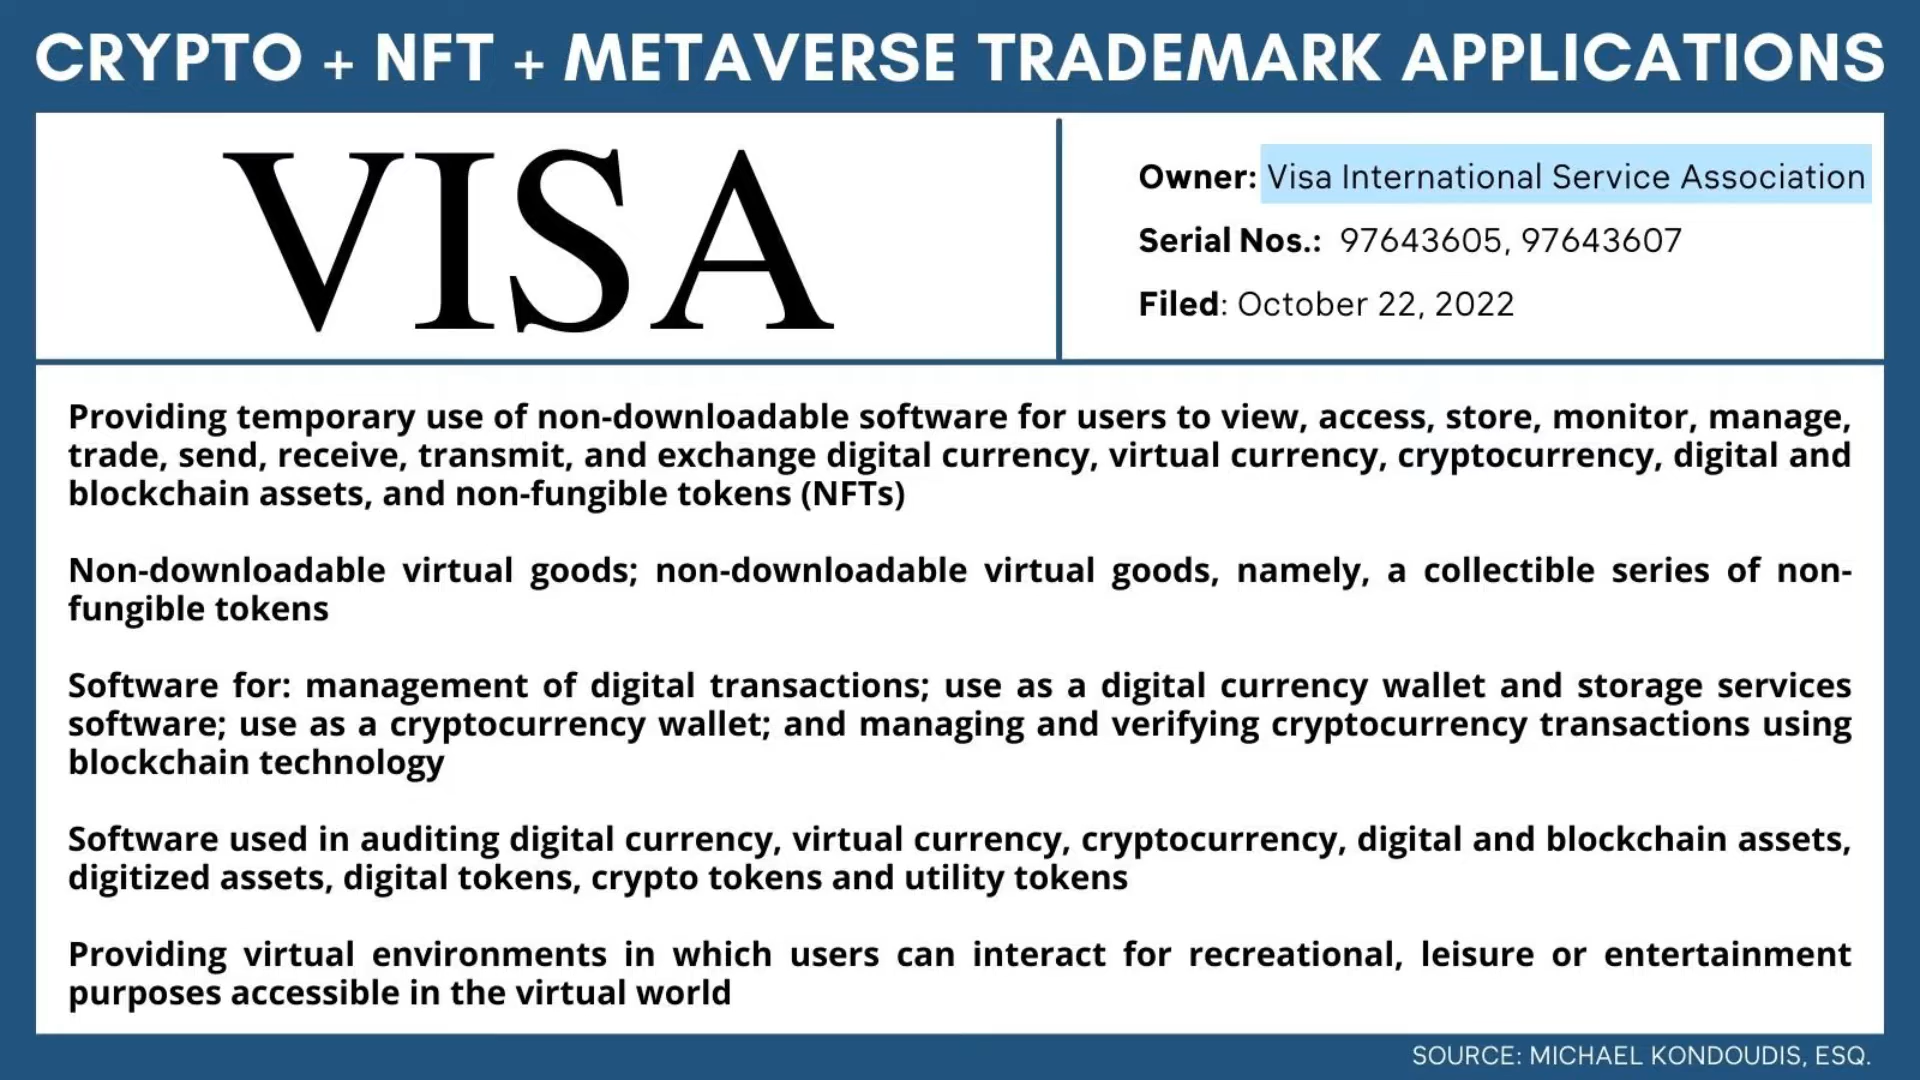 CRYPTO + NFT + METAVERSE TRADEMARK APPLICATIONS
VISA
Owner: Visa International Service Association
Serial Nos.: 97643605, 97643607
Filed: October 22, 2022
Providing temporary use of non-downloadable software for users to view, access, store, monitor, manage,
trade, send, receive, transmit, and exchange digital currency, virtual currency, cryptocurrency, digital and
blockchain assets, and non-fungible tokens (NFTs)
Non-downloadable virtual goods; non-downloadable virtual goods, namely, a collectible series of non-
fungible tokens
Software for: management of digital transactions; use as a digital currency wallet and storage services
software; use as a cryptocurrency wallet; and managing and verifying cryptocurrency transactions using
blockchain technology
Software used in auditing digital currency, virtual currency, cryptocurrency, digital and blockchain assets,
digitized assets, digital tokens, crypto tokens and utility tokens
Providing virtual environments in which users can interact for recreational, leisure or entertainment
purposes accessible in the virtual world
SOURCE: MICHAEL KONDOUDIS, ESQ.